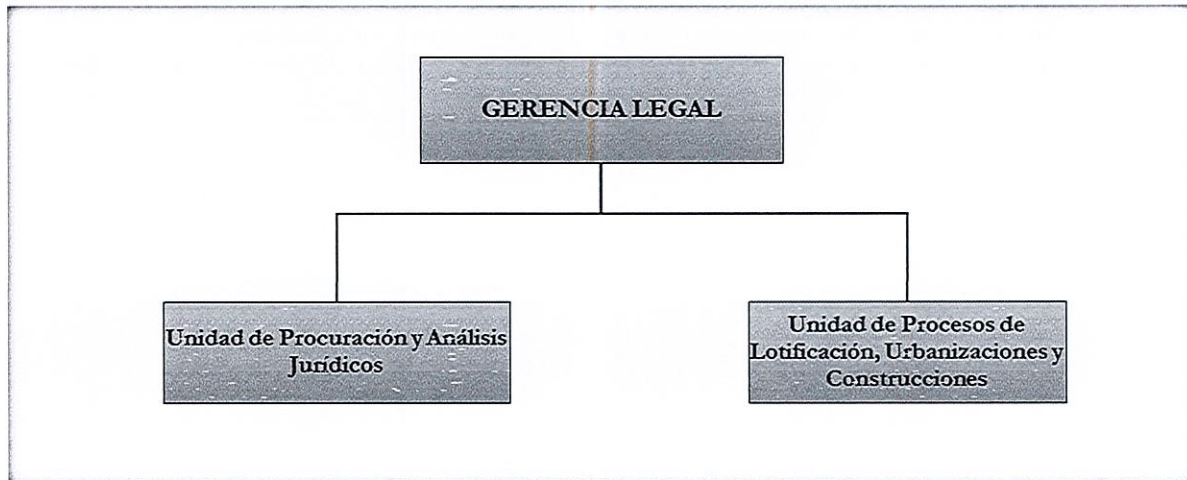 GERENCIA LEGAL
Unidad de Procuración y Análisis
Jurídicos
Unidad de Procesos de
Lotificación, Urbanizaciones y
Construcciones